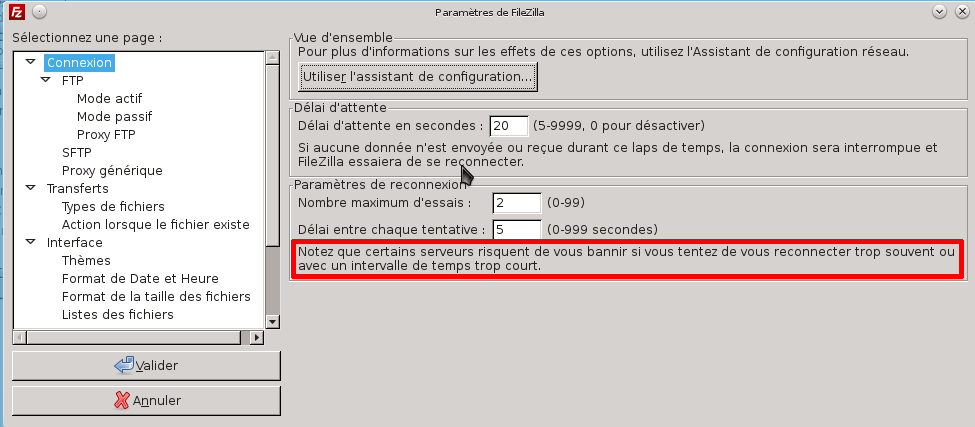 Paramètres de FileZilla
Sélectionnez une page :
Connexion
FTP
Mode actif
Mode passif
Proxy FTP
SFTP
Proxy générique
Transferts
Types de fichiers
Action lorsque le fichier existe
Interface
Thèmes
Format de Date et Heure
Format de la taille des fichiers
Listes des fichiers
Valider
Annuler
Vue d'ensemble
Pour plus d'informations sur les effets de ces options, utilisez l'Assistant de configuration réseau.
Utiliser l'assistant de configuration...
Délai d'attente
Délai d'attente en secondes : 20 (5-9999, 0 pour désactiver)
Si aucune donnée n'est envoyée ou reçue durant ce laps de temps, la connexion sera interrompue et
FileZilla essaiera de se reconnecter.
Paramètres de reconnexion
Nombre maximum d'essais : 2 (0-99)
Délai entre chaque tentative : 5 (0-999 secondes)
Notez que certains serveurs risquent de vous bannir si vous tentez de vous reconnecter trop souvent ou
avec un intervalle de temps trop court.